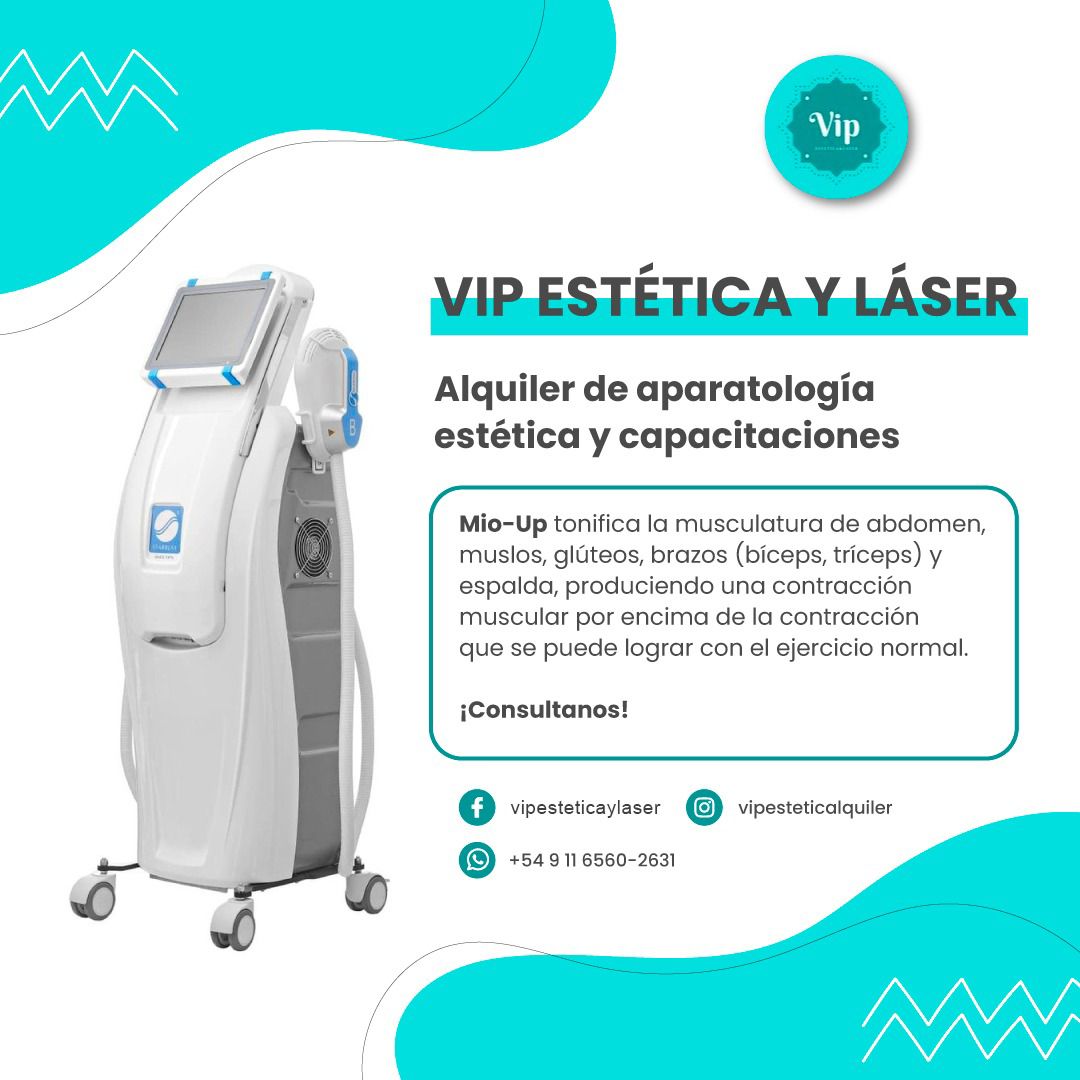 Vip
VIP ESTÉTICA Y LÁSER
Alquiler de aparatología
estética y capacitaciones
Mio-Up tonifica la musculatura de abdomen,
muslos, glúteos, brazos (bíceps, tríceps) y
espalda, produciendo una contracción
muscular por encima de la contracción
que se puede lograr con el ejercicio normal.
¡Consultanos!
vipesteticaylaser vipesteticalquiler
+54 9 11 6560-2631